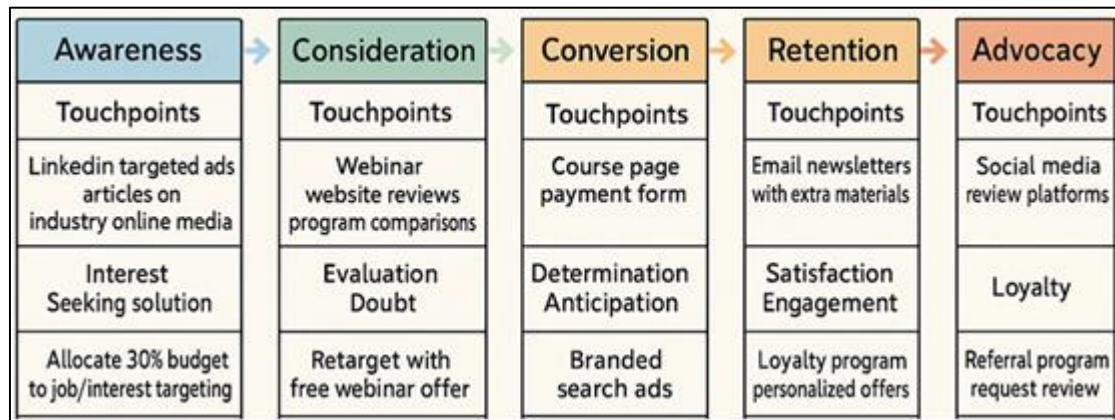 Awareness
Touchpoints
Linkedin targeted ads
articles on
industry online media
Interest
Seeking solution
Allocate 30% budget
to job/interest targeting
Consideration
Touchpoints
Webinar
website reviews
program comparisons
Evaluation
Doubt
Retarget with
free webinar offer
Conversion
Touchpoints
Course page
payment form
Determination
Anticipation
Branded
search ads
Retention
Touchpoints
Email newsletters
with extra materials
Satisfaction
Engagement
Loyalty program
personalized offers
Advocacy
Touchpoints
Social media
review platforms
Loyalty
Referral program
request review